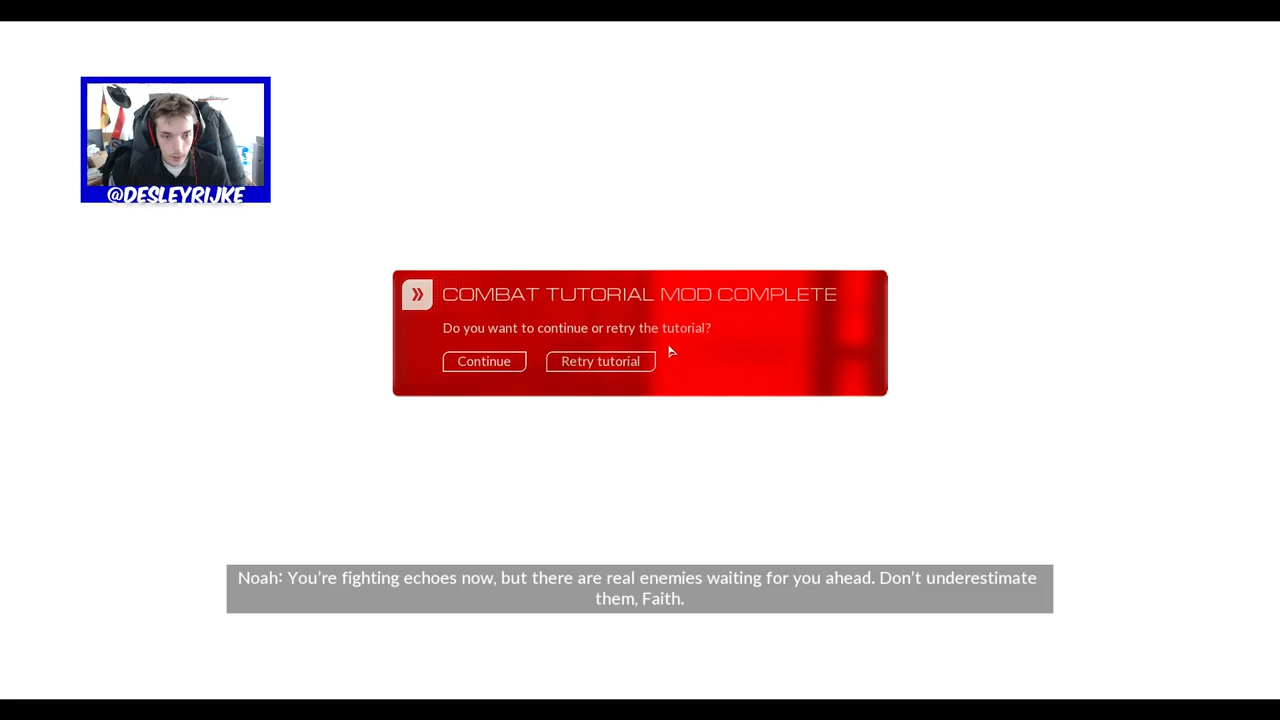 @DESLEYRIJKE
COMBAT TUTORIAL MOD COMPLETE
Do you want to continue or retry the tutorial?
Continue
Retry tutorial
Noah: You're fighting echoes now, but there are real enemies waiting for you ahead. Don't underestimate
them, Faith.